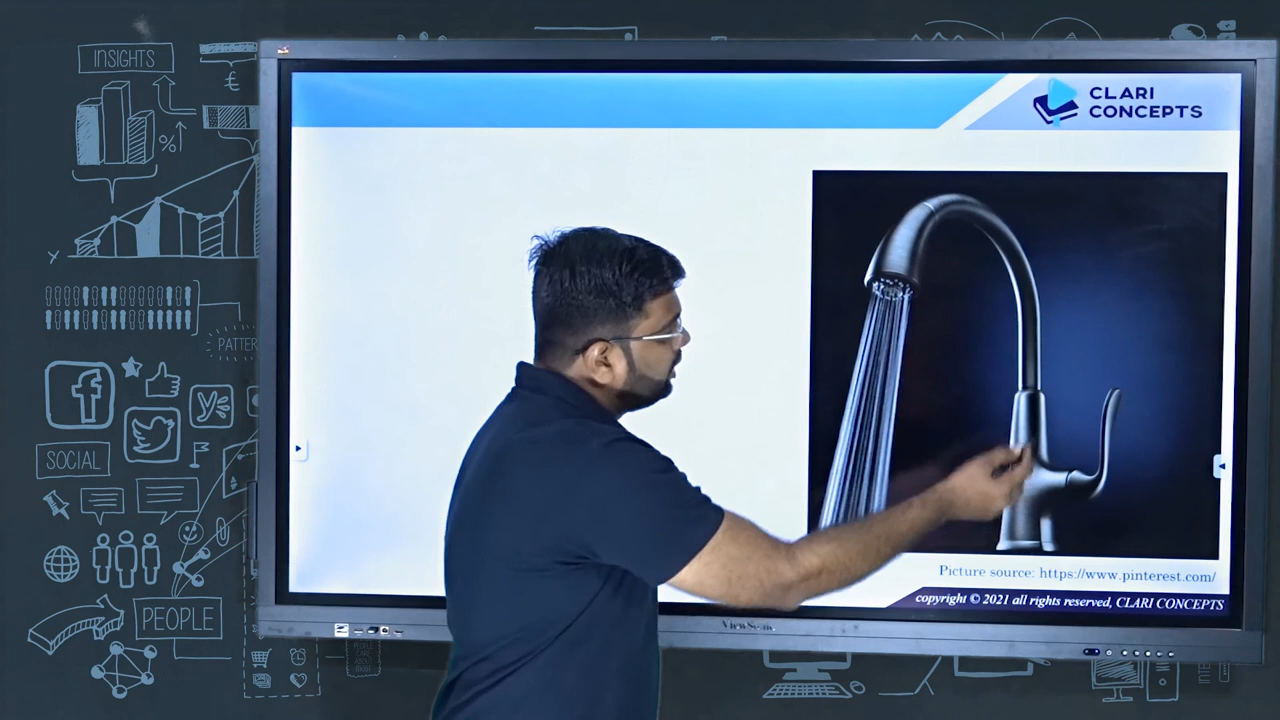 INSIGHTS
£
%
X
CLARI
CONCEPTS
PATTER
f
y
SOCIAL
PEOPLE
Picture source: https://www.pinterest.com/
copyright © 2021 all rights reserved, CLARI CONCEPTS
ViewSonic